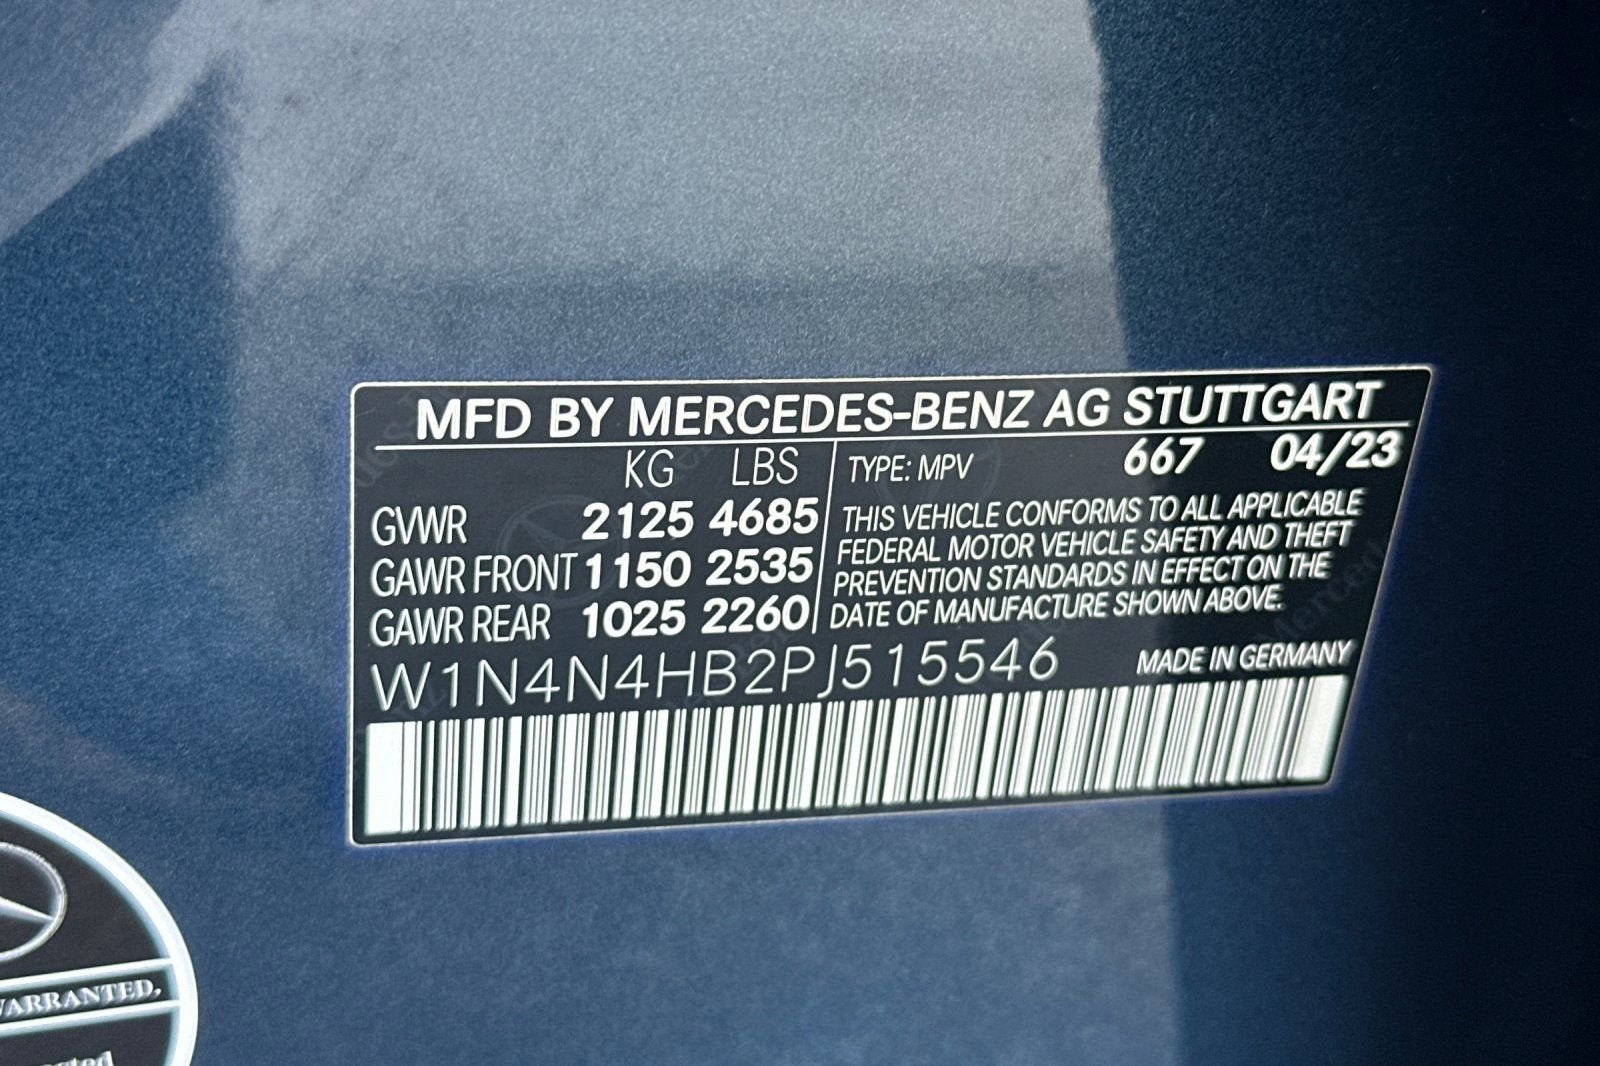 MFD BY MERCEDES-BENZ AG STUTTGART
KG LBS
GVWR 2125 4685
GAWR FRONT 1150 2535
GAWR REAR 1025 2260
TYPE: MPV 667 04/23
THIS VEHICLE CONFORMS TO ALL APPLICABLE
FEDERAL MOTOR VEHICLE SAFETY AND THEFT
PREVENTION STANDARDS IN EFFECT ON THE
DATE OF MANUFACTURE SHOWN ABOVE.
W1N4N4HB2PJ515546 MADE IN GERMANY
WARRANTED.